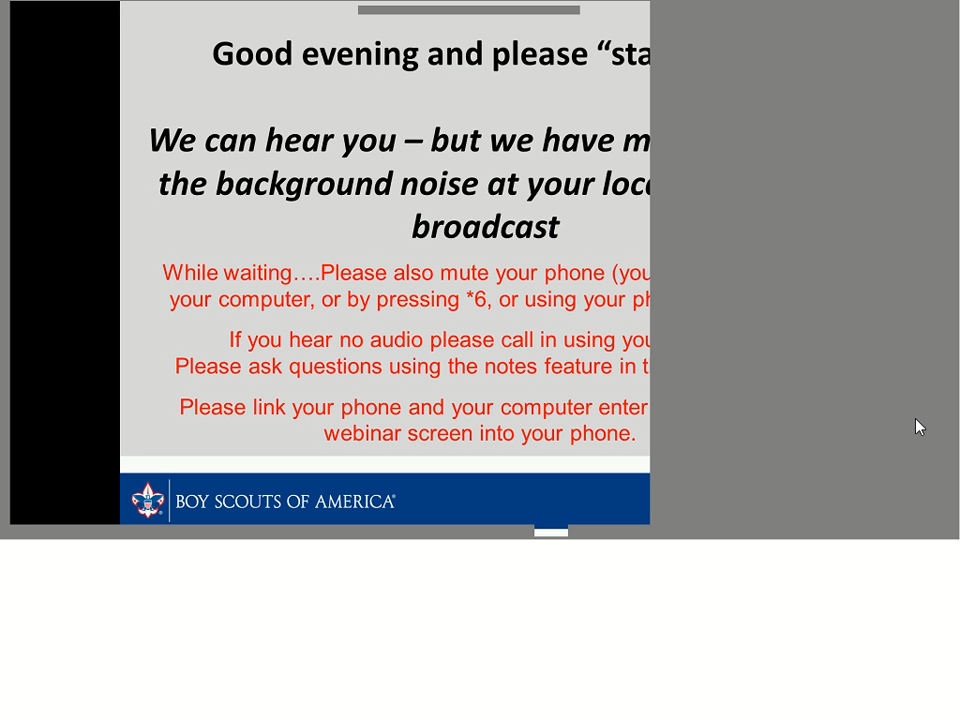 Good evening and please “sta
We can hear you – but we have m
the background noise at your loc
broadcast
While waiting….Please also mute your phone (you
your computer, or by pressing *6, or using your ph
If you hear no audio please call in using you
Please ask questions using the notes feature in t
Please link your phone and your computer enter
webinar screen into your phone.
BOY SCOUTS OF AMERICA®